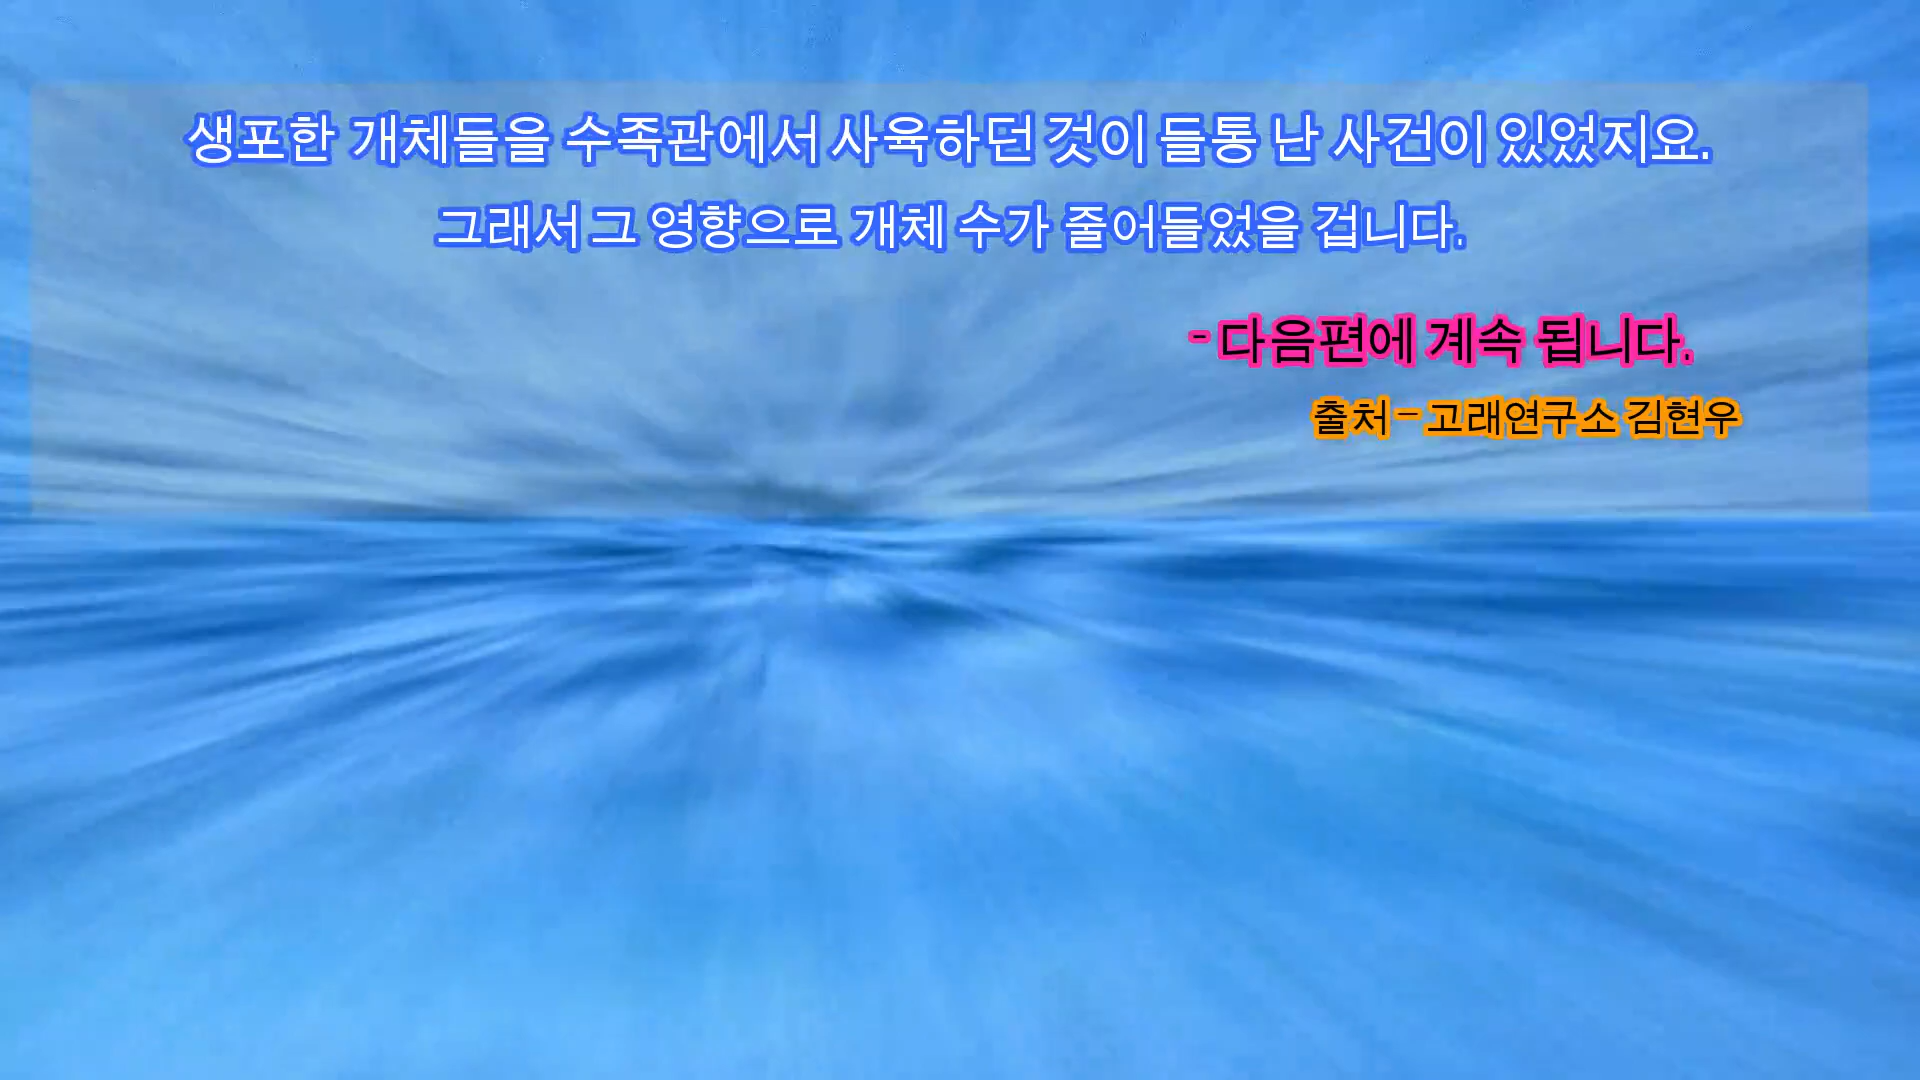 생포한 개체들을 수족관에서 사육하던 것이 들통 난 사건이 있었지요.
그래서 그 영향으로 개체 수가 줄어들었을 겁니다.
- 다음편에 계속 됩니다.
출처 - 고래연구소 김현우